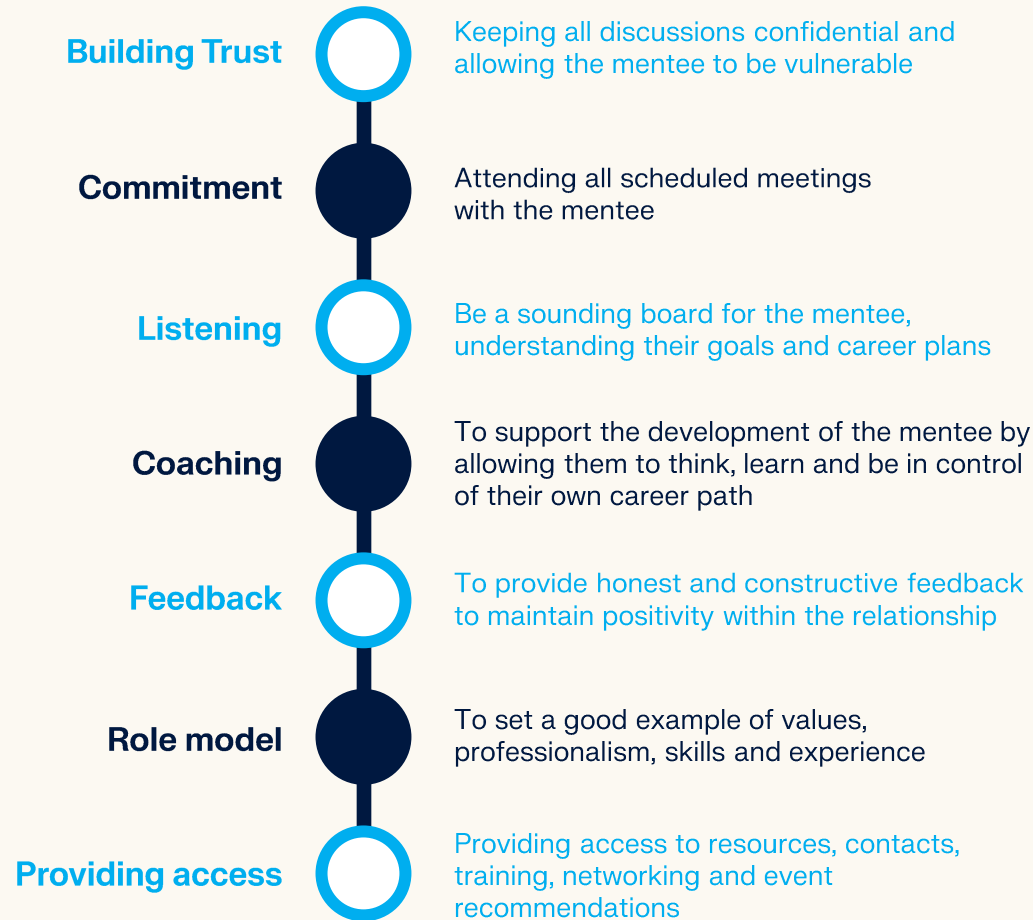 Building Trust
Keeping all discussions confidential and
allowing the mentee to be vulnerable
Commitment
Attending all scheduled meetings
with the mentee
Listening
Be a sounding board for the mentee,
understanding their goals and career plans
Coaching
To support the development of the mentee by
allowing them to think, learn and be in control
of their own career path
Feedback
To provide honest and constructive feedback
to maintain positivity within the relationship
Role model
To set a good example of values,
professionalism, skills and experience
Providing access
Providing access to resources, contacts,
training, networking and event
recommendations